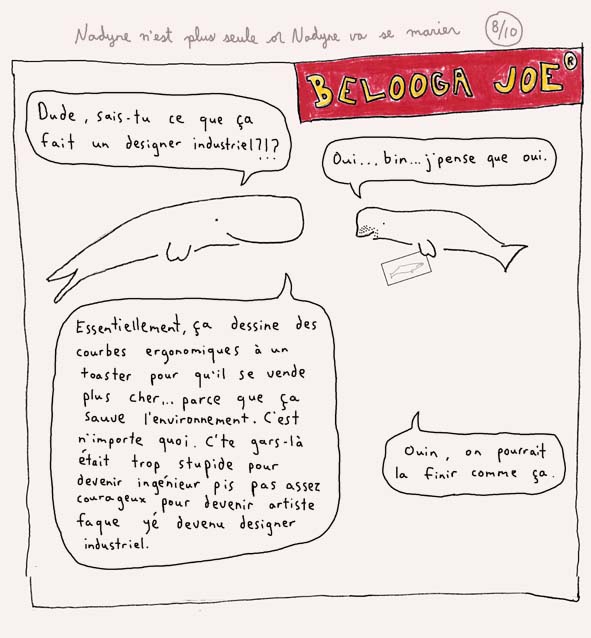 Nadyne n'est plus seule or Nadyne va se marier 8/10
BELOOGA JOE®
Dude, sais-tu ce que ça
fait un designer industriel?!?
Oui... bin... j'pense que oui.
Essentiellement, ça dessine des
courbes ergonomiques à un
toaster pour qu'il se vende
plus cher... parce que ça
sauve l'environnement. C'est
n'importe quoi. C'te gars-là
était trop stupide pour
devenir ingénieur pis pas assez
courageux pour devenir artiste
faque yé devenu designer
industriel.
Ouin, on pourrait
la finir comme ça.